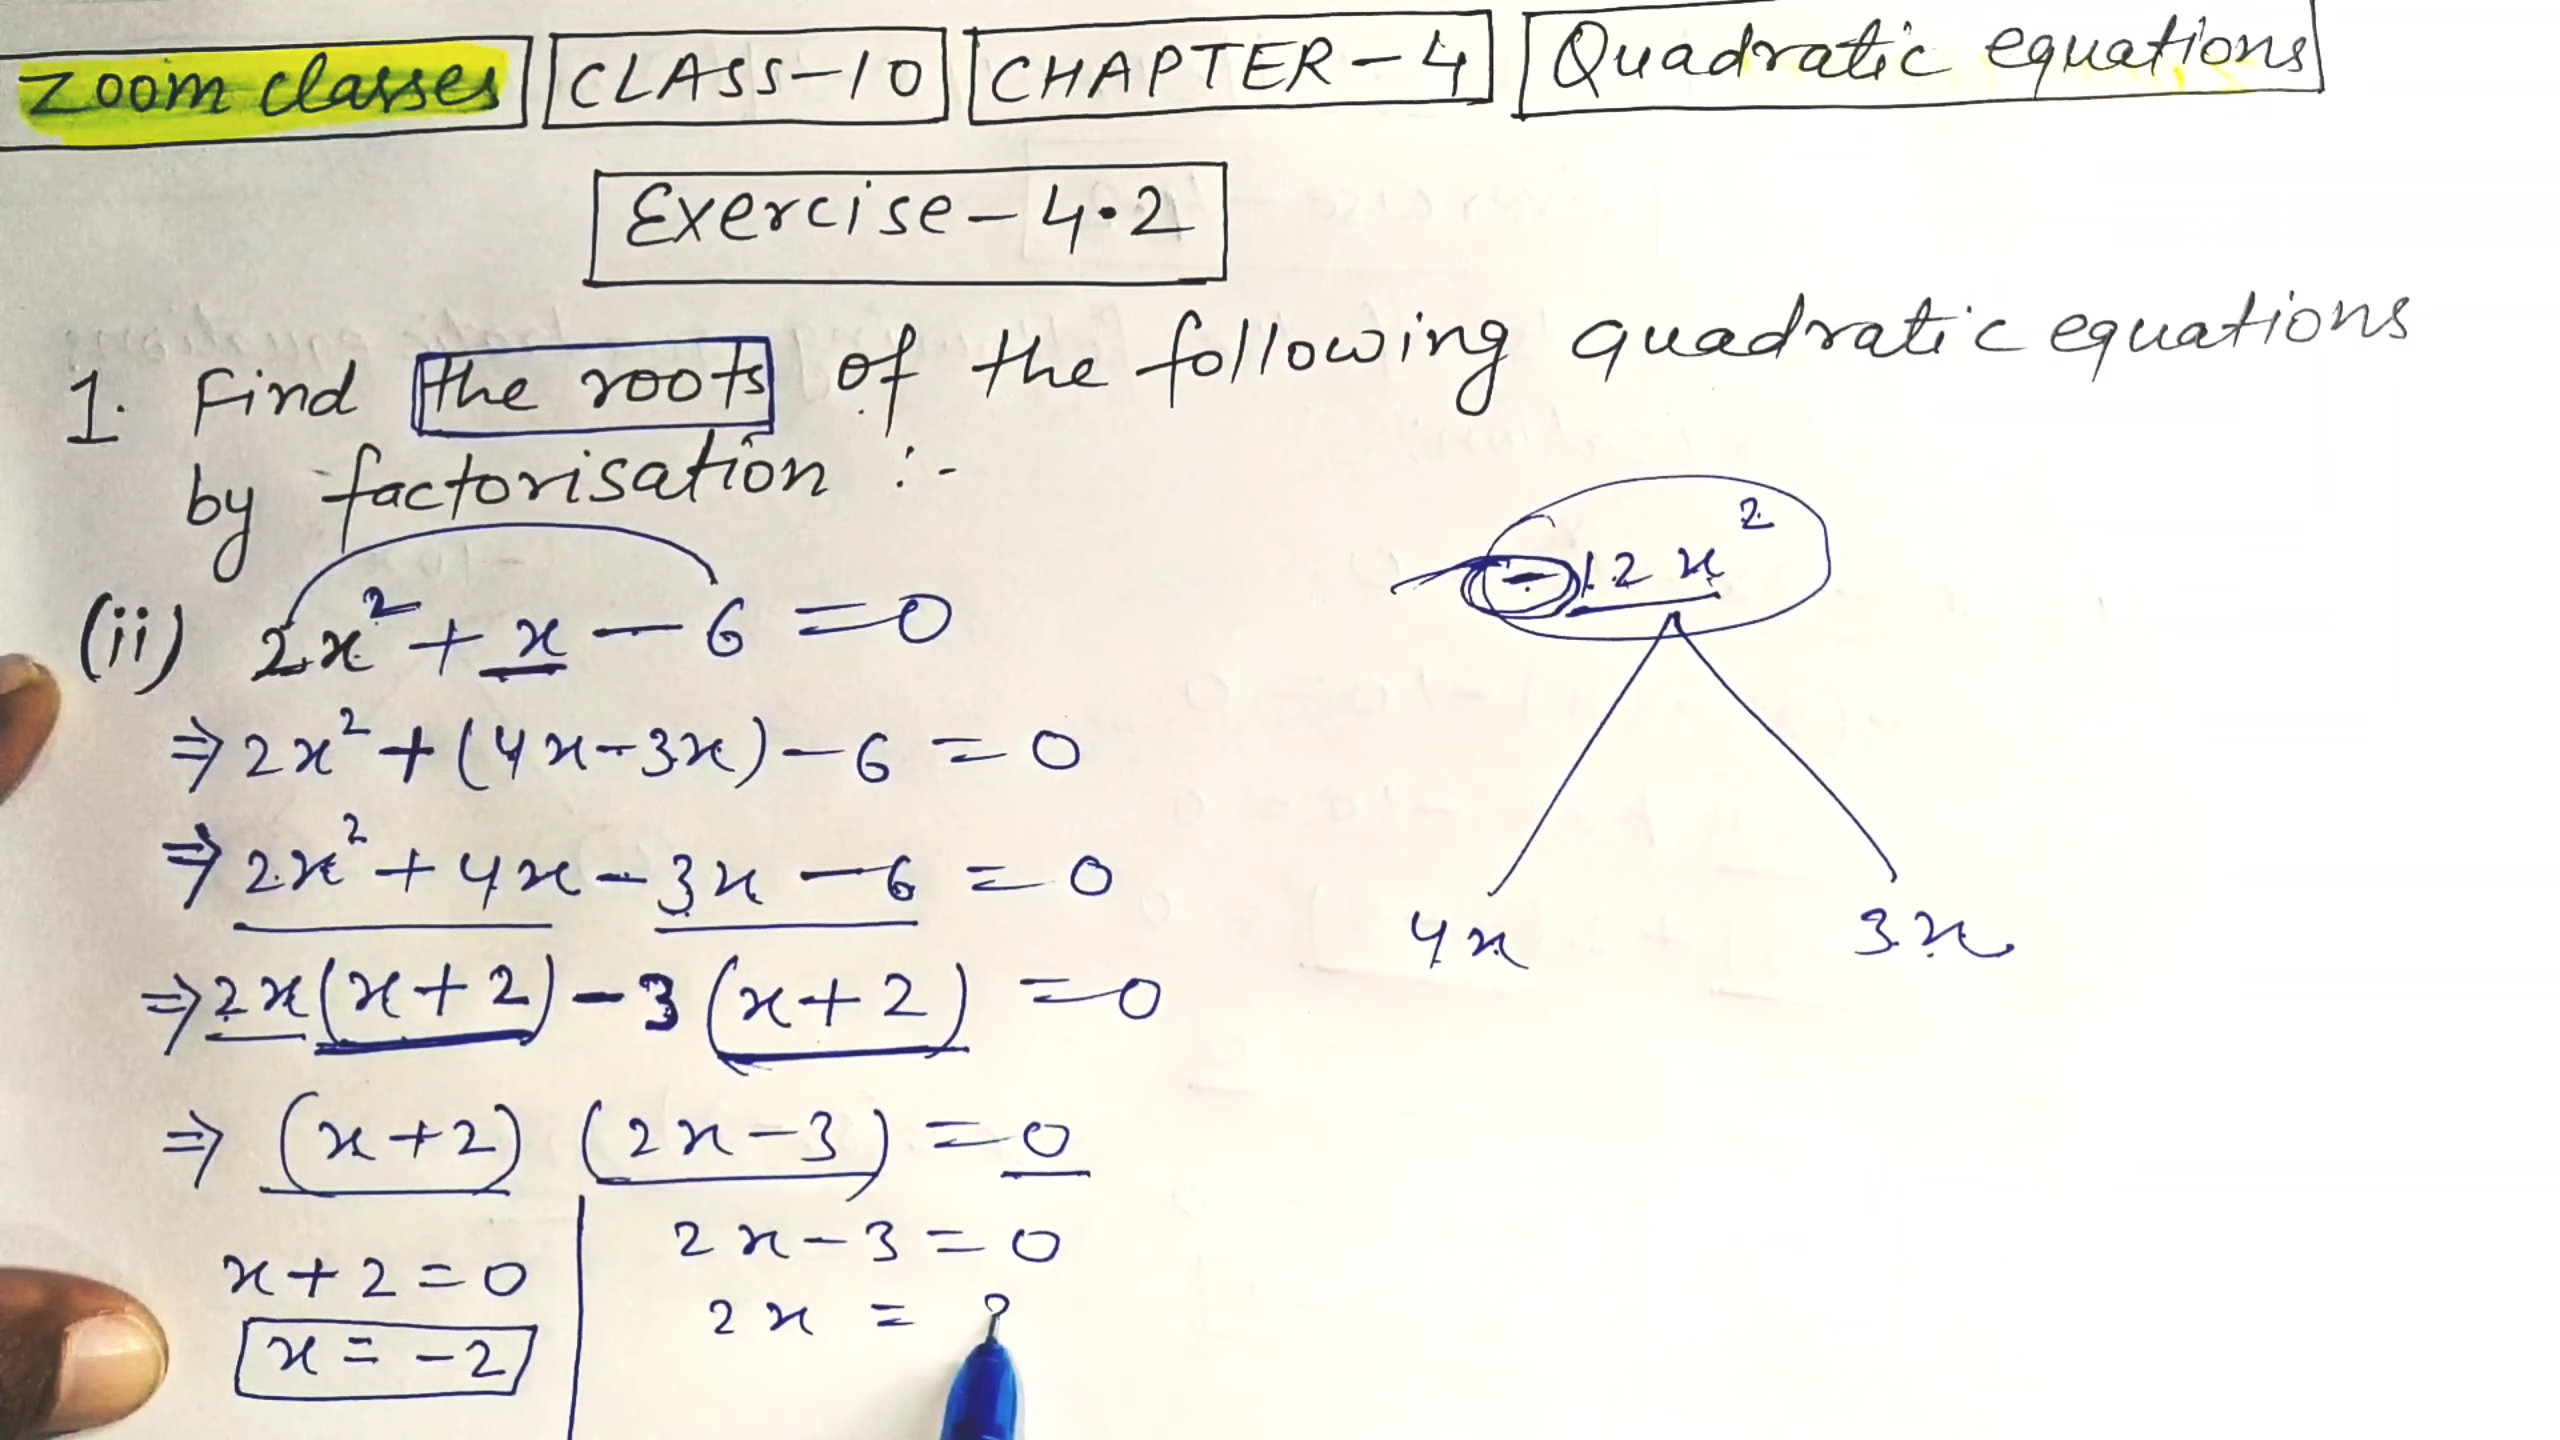 Zoom classes CLASS-10 CHAPTER-4 Quadratic equations
Exercise-4.2
1. Find the roots of the following quadratic equations
by factorisation :-
(ii) 2x² + x - 6 = 0
⇒ 2x² + (4x-3x) - 6 = 0
⇒ 2x² + 4x - 3x - 6 = 0
⇒ 2x(x+2) - 3(x+2) = 0
⇒ (x+2) (2x-3) = 0
x+2=0
x = -2
2x-3=0
2x =
-12x²
4x 3x